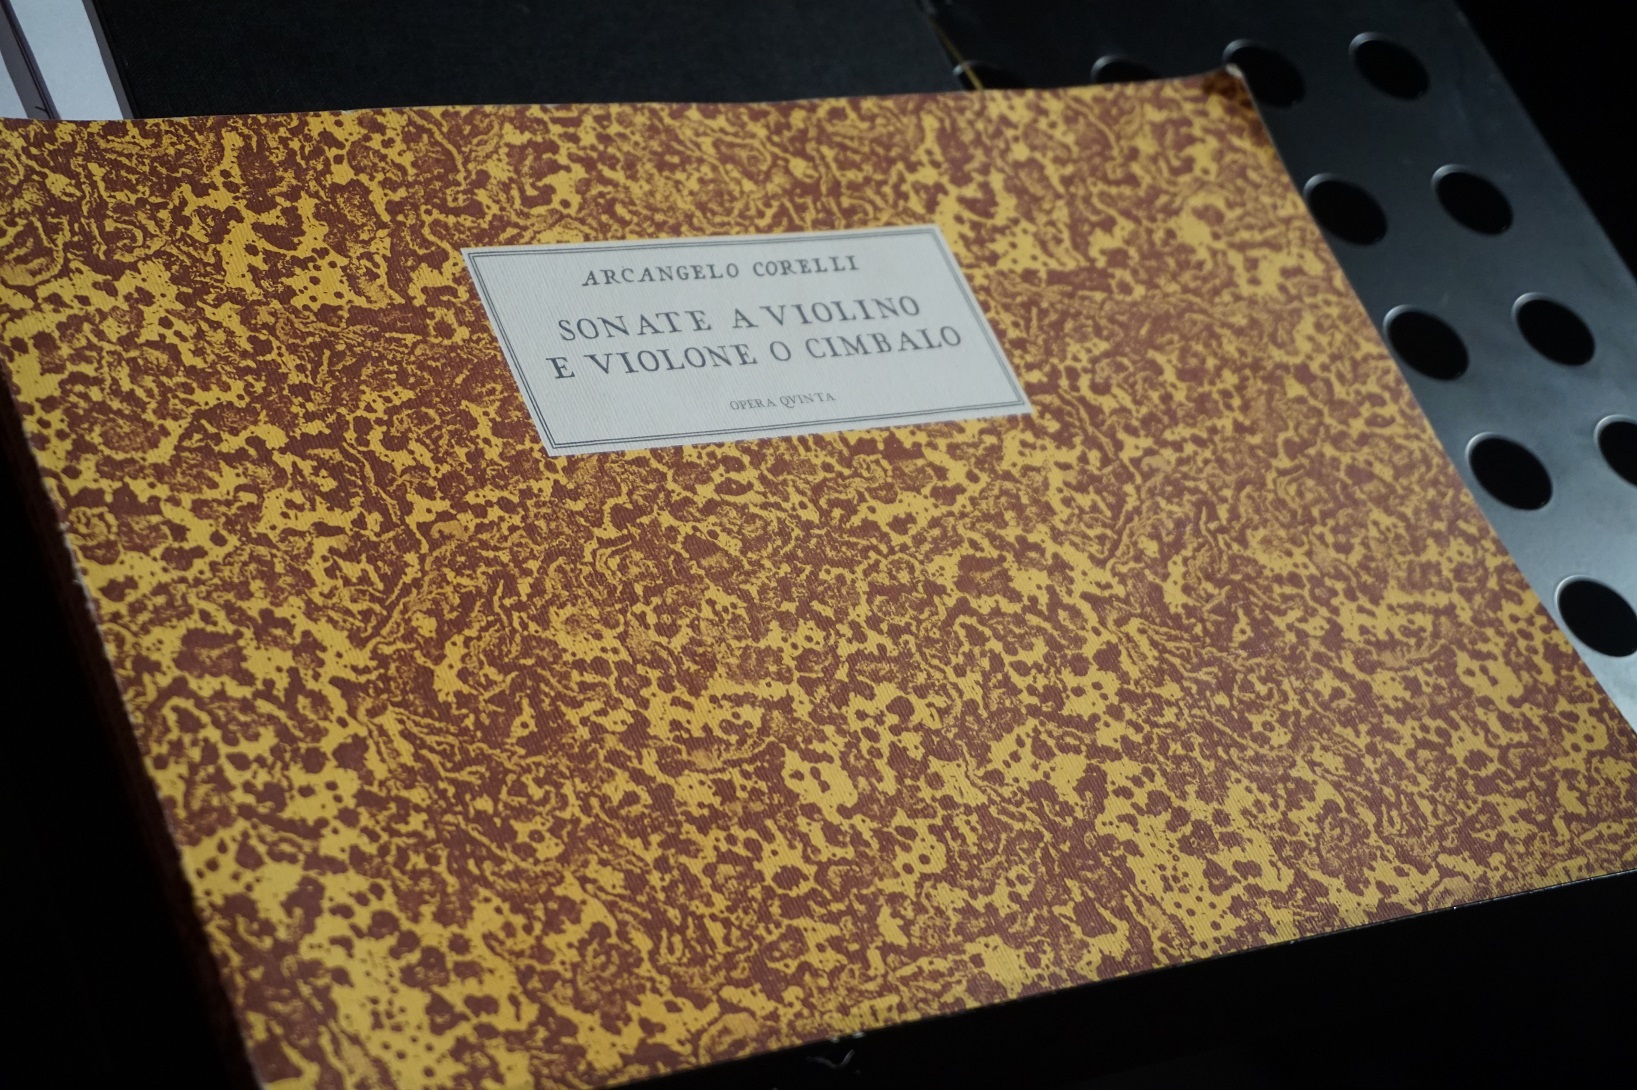 ARCANGELO CORELLI
SONATE A VIOLINO
E VIOLONE O CIMBALO
OPERA QVINTA